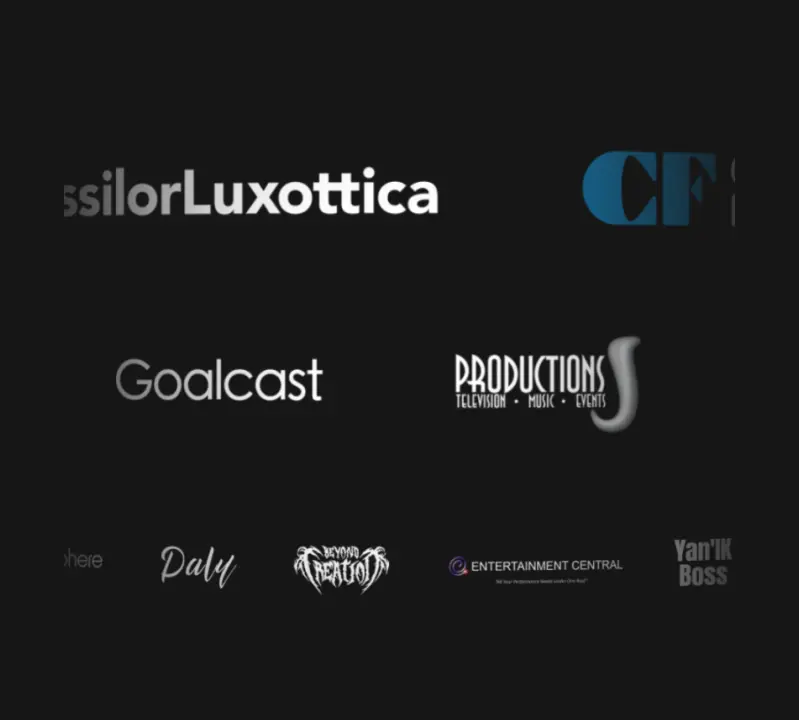 ssilorLuxottica
CF
Goalcast
PRODUCTIONS J
TELEVISION • MUSIC • EVENTS
here
Daly
BEYOND
CREATION
ENTERTAINMENT CENTRAL
Yan'IK
Boss